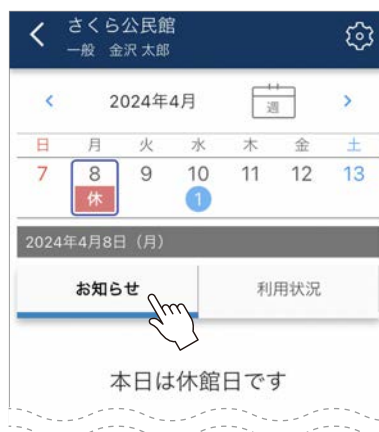 さくら公民館
一般 金沢 太郎
2024年4月
週
日 月 火 水 木 金 土
7 8 9 10 11 12 13
休 1
2024年4月8日（月）
お知らせ 利用状況
本日は休館日です